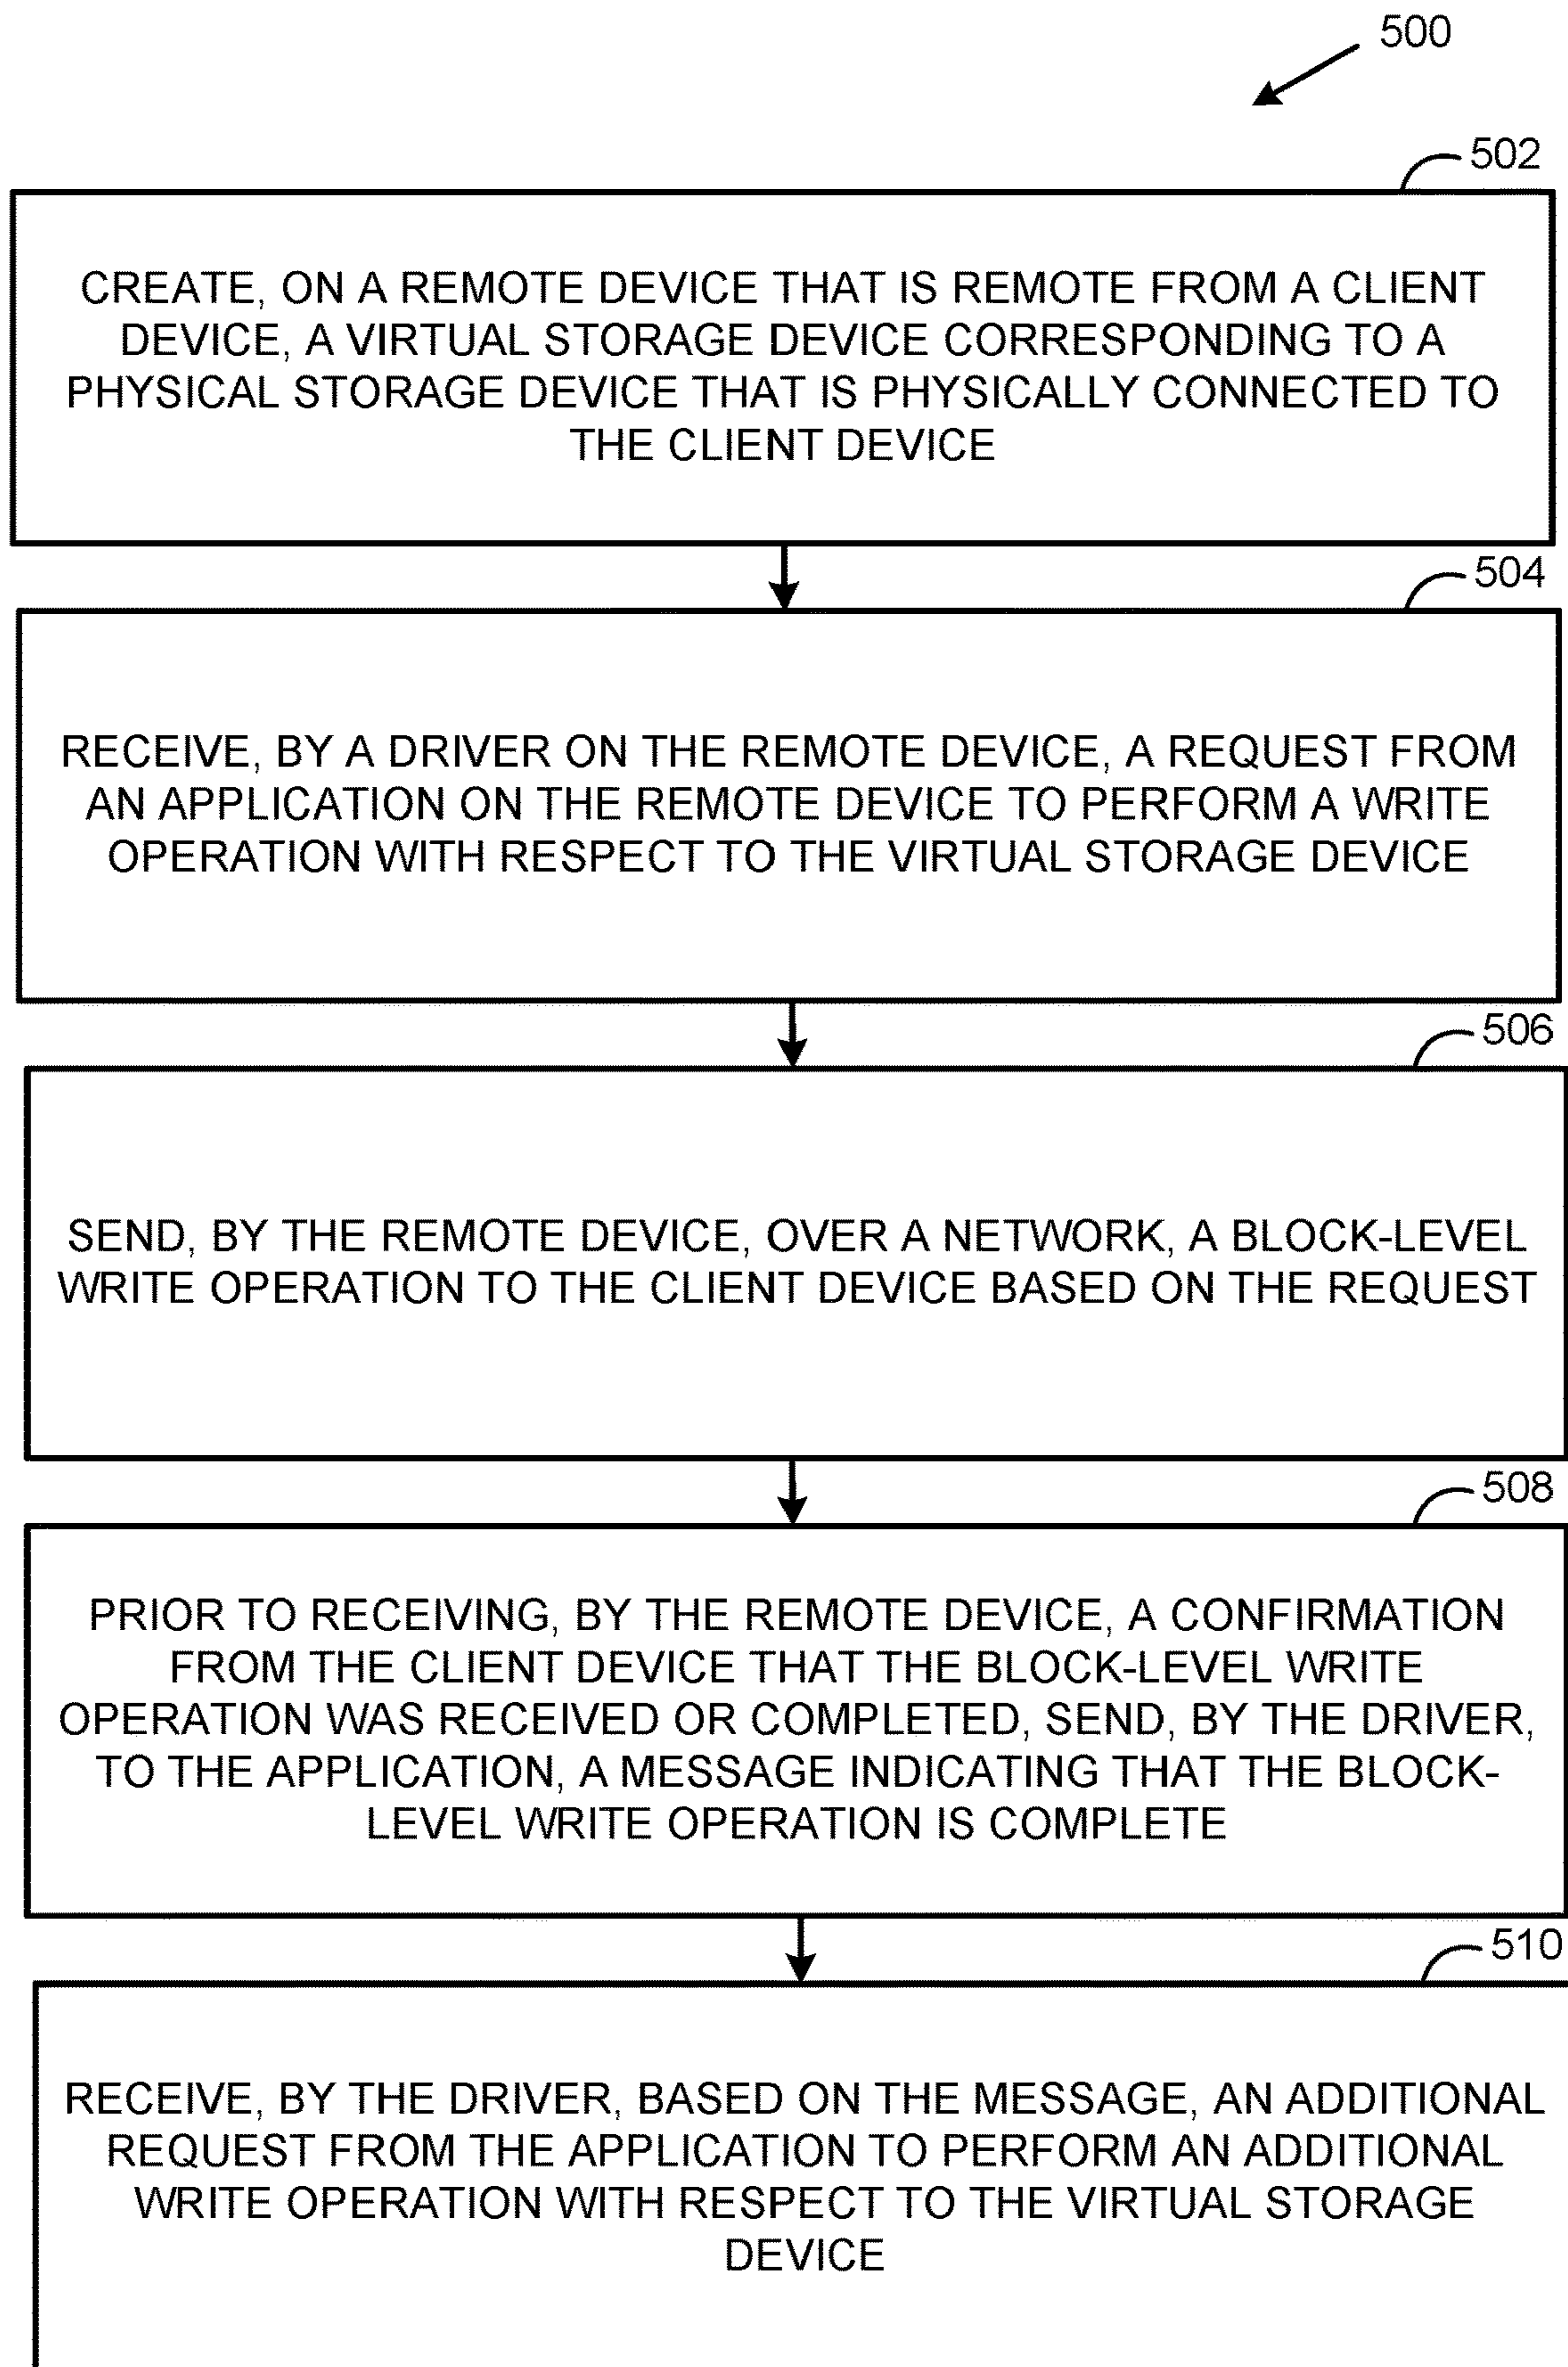 500
502
CREATE, ON A REMOTE DEVICE THAT IS REMOTE FROM A CLIENT
DEVICE, A VIRTUAL STORAGE DEVICE CORRESPONDING TO A
PHYSICAL STORAGE DEVICE THAT IS PHYSICALLY CONNECTED TO
THE CLIENT DEVICE
504
RECEIVE, BY A DRIVER ON THE REMOTE DEVICE, A REQUEST FROM
AN APPLICATION ON THE REMOTE DEVICE TO PERFORM A WRITE
OPERATION WITH RESPECT TO THE VIRTUAL STORAGE DEVICE
506
SEND, BY THE REMOTE DEVICE, OVER A NETWORK, A BLOCK-LEVEL
WRITE OPERATION TO THE CLIENT DEVICE BASED ON THE REQUEST
508
PRIOR TO RECEIVING, BY THE REMOTE DEVICE, A CONFIRMATION
FROM THE CLIENT DEVICE THAT THE BLOCK-LEVEL WRITE
OPERATION WAS RECEIVED OR COMPLETED, SEND, BY THE DRIVER,
TO THE APPLICATION, A MESSAGE INDICATING THAT THE BLOCK-
LEVEL WRITE OPERATION IS COMPLETE
510
RECEIVE, BY THE DRIVER, BASED ON THE MESSAGE, AN ADDITIONAL
REQUEST FROM THE APPLICATION TO PERFORM AN ADDITIONAL
WRITE OPERATION WITH RESPECT TO THE VIRTUAL STORAGE
DEVICE